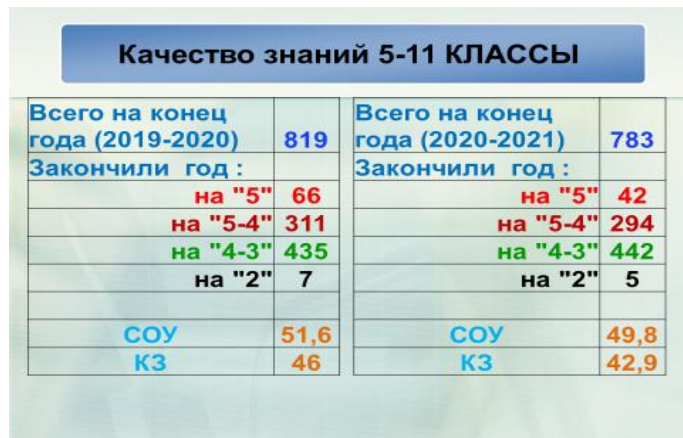 Качество знаний 5-11 КЛАССЫ
Всего на конец
года (2019-2020) 819
Закончили год :
на "5" 66
на "5-4" 311
на "4-3" 435
на "2" 7
СОУ 51,6
КЗ 46
Всего на конец
года (2020-2021) 783
Закончили год :
на "5" 42
на "5-4" 294
на "4-3" 442
на "2" 5
СОУ 49,8
КЗ 42,9